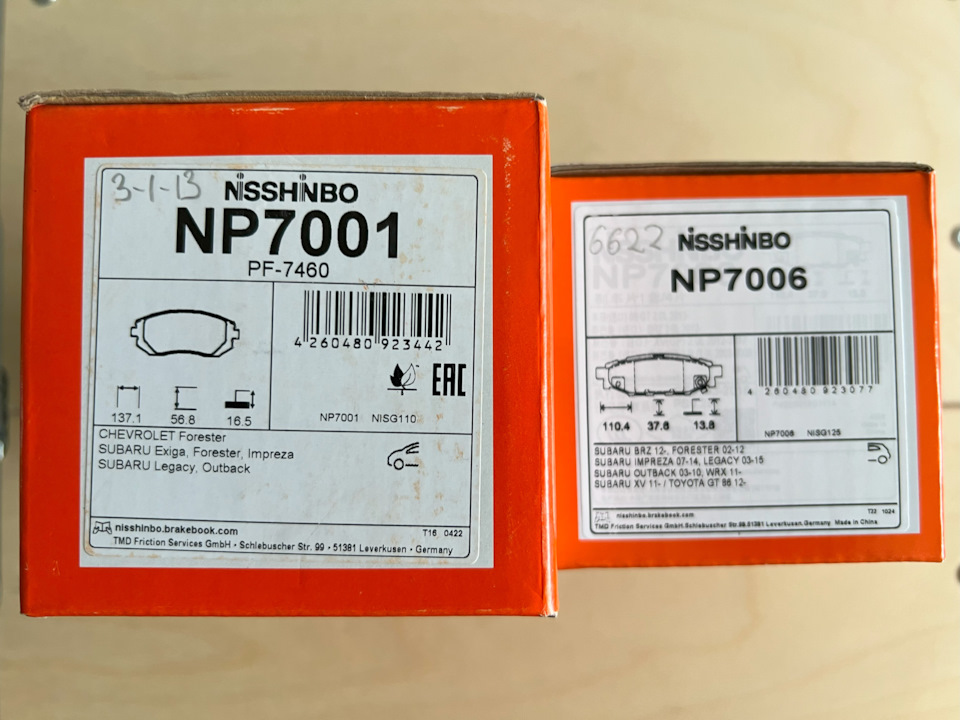 3-1-13
NiSSHiNBO
NP7001
PF-7460
4 260480 923442
EAC
137.1 56.8 16.5
NP7001 NISG110
CHEVROLET Forester
SUBARU Exiga, Forester, Impreza
SUBARU Legacy, Outback
nisshinbo.brakebook.com
T16 0422
TMD Friction Services GmbH • Schlebuscher Str. 99 • 51381 Leverkusen • Germany
6622
NiSSHiNBO
NP7006
4 260480 923077
110.4 37.8 13.8
NP7006 NISG125
SUBARU BRZ 12-, FORESTER 02-12
SUBARU IMPREZA 07-14, LEGACY 03-15
SUBARU OUTBACK 03-10, WRX 11-
SUBARU XV 11- / TOYOTA GT 86 12-
nisshinbo.brakebook.com
T22 1024
TMD Friction Services GmbH.Schlebuscher Str.99.51381 Leverkusen.Germany Made in China